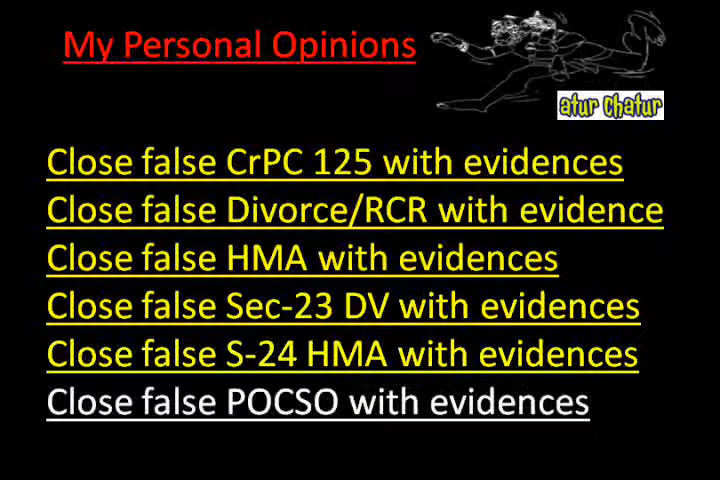 My Personal Opinions
atur Chatur
Close false CrPC 125 with evidences
Close false Divorce/RCR with evidence
Close false HMA with evidences
Close false Sec-23 DV with evidences
Close false S-24 HMA with evidences
Close false POCSO with evidences